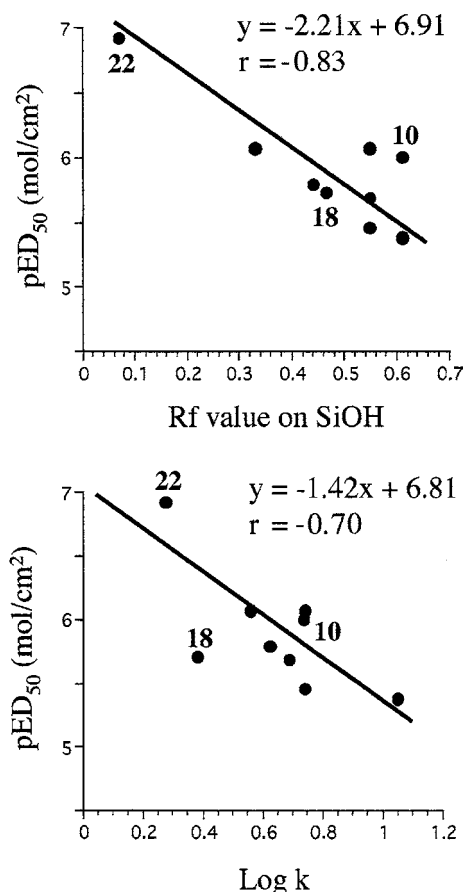 y = -2.21x + 6.91
r = -0.83
7
22
10
6
18
5
pED50 (mol/cm²)
0 0.1 0.2 0.3 0.4 0.5 0.6 0.7
Rf value on SiOH
y = -1.42x + 6.81
r = -0.70
7
22
6
18
10
5
pED50 (mol/cm²)
0 0.2 0.4 0.6 0.8 1 1.2
Log k